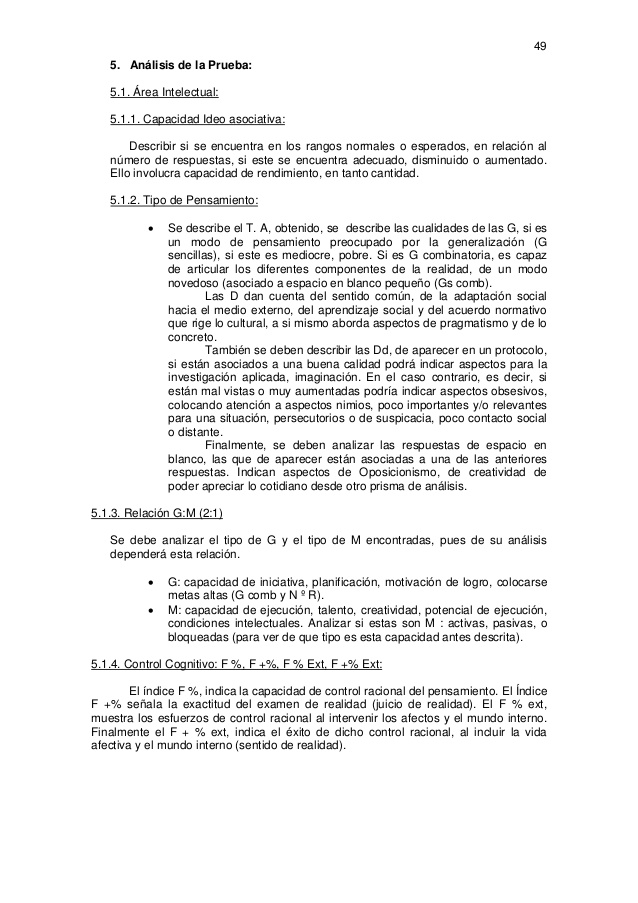 49
5. Análisis de la Prueba:
5.1. Área Intelectual:
5.1.1. Capacidad Ideo asociativa:
Describir si se encuentra en los rangos normales o esperados, en relación al
número de respuestas, si este se encuentra adecuado, disminuido o aumentado.
Ello involucra capacidad de rendimiento, en tanto cantidad.
5.1.2. Tipo de Pensamiento:
• Se describe el T. A, obtenido, se describe las cualidades de las G, si es
un modo de pensamiento preocupado por la generalización (G
sencillas), si este es mediocre, pobre. Si es G combinatoria, es capaz
de articular los diferentes componentes de la realidad, de un modo
novedoso (asociado a espacio en blanco pequeño (Gs comb).
Las D dan cuenta del sentido común, de la adaptación social
hacia el medio externo, del aprendizaje social y del acuerdo normativo
que rige lo cultural, a si mismo aborda aspectos de pragmatismo y de lo
concreto.
También se deben describir las Dd, de aparecer en un protocolo,
si están asociados a una buena calidad podrá indicar aspectos para la
investigación aplicada, imaginación. En el caso contrario, es decir, si
están mal vistas o muy aumentadas podría indicar aspectos obsesivos,
colocando atención a aspectos nimios, poco importantes y/o relevantes
para una situación, persecutorios o de suspicacia, poco contacto social
o distante.
Finalmente, se deben analizar las respuestas de espacio en
blanco, las que de aparecer están asociadas a una de las anteriores
respuestas. Indican aspectos de Oposicionismo, de creatividad de
poder apreciar lo cotidiano desde otro prisma de análisis.
5.1.3. Relación G:M (2:1)
Se debe analizar el tipo de G y el tipo de M encontradas, pues de su análisis
dependerá esta relación.
• G: capacidad de iniciativa, planificación, motivación de logro, colocarse
metas altas (G comb y N º R).
• M: capacidad de ejecución, talento, creatividad, potencial de ejecución,
condiciones intelectuales. Analizar si estas son M : activas, pasivas, o
bloqueadas (para ver de que tipo es esta capacidad antes descrita).
5.1.4. Control Cognitivo: F %, F +%, F % Ext, F +% Ext:
El índice F %, indica la capacidad de control racional del pensamiento. El Índice
F +% señala la exactitud del examen de realidad (juicio de realidad). El F % ext,
muestra los esfuerzos de control racional al intervenir los afectos y el mundo interno.
Finalmente el F + % ext, indica el éxito de dicho control racional, al incluir la vida
afectiva y el mundo interno (sentido de realidad).